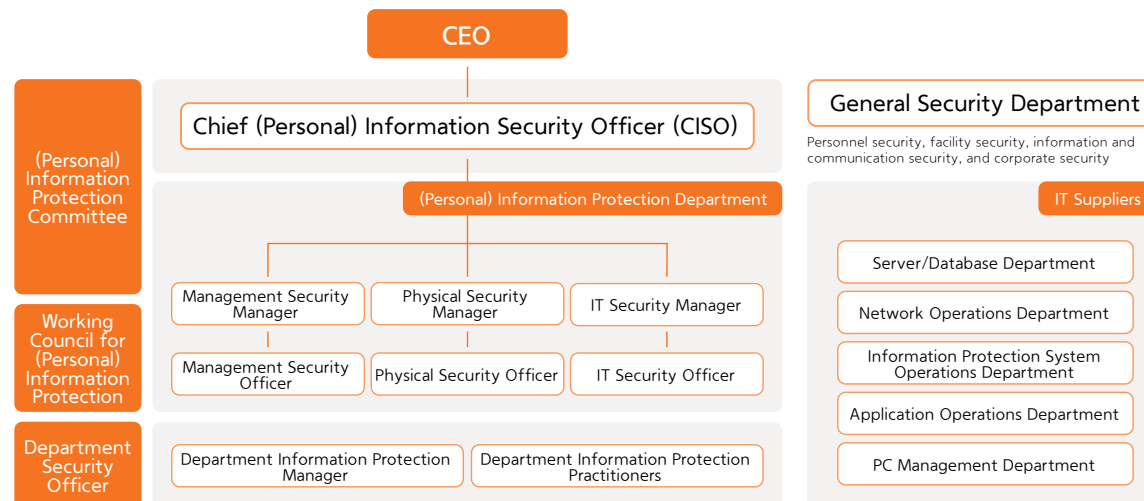 CEO
(Personal)
Information
Protection
Committee
Chief (Personal) Information Security Officer (CISO)
(Personal) Information Protection Department
Management Security
Manager
Physical Security
Manager
IT Security Manager
Working
Council for
(Personal)
Information
Protection
Management Security
Officer
Physical Security Officer
IT Security Officer
Department
Security
Officer
Department Information Protection
Manager
Department Information Protection
Practitioners
General Security Department
Personnel security, facility security, information and
communication security, and corporate security
IT Suppliers
Server/Database Department
Network Operations Department
Information Protection System
Operations Department
Application Operations Department
PC Management Department